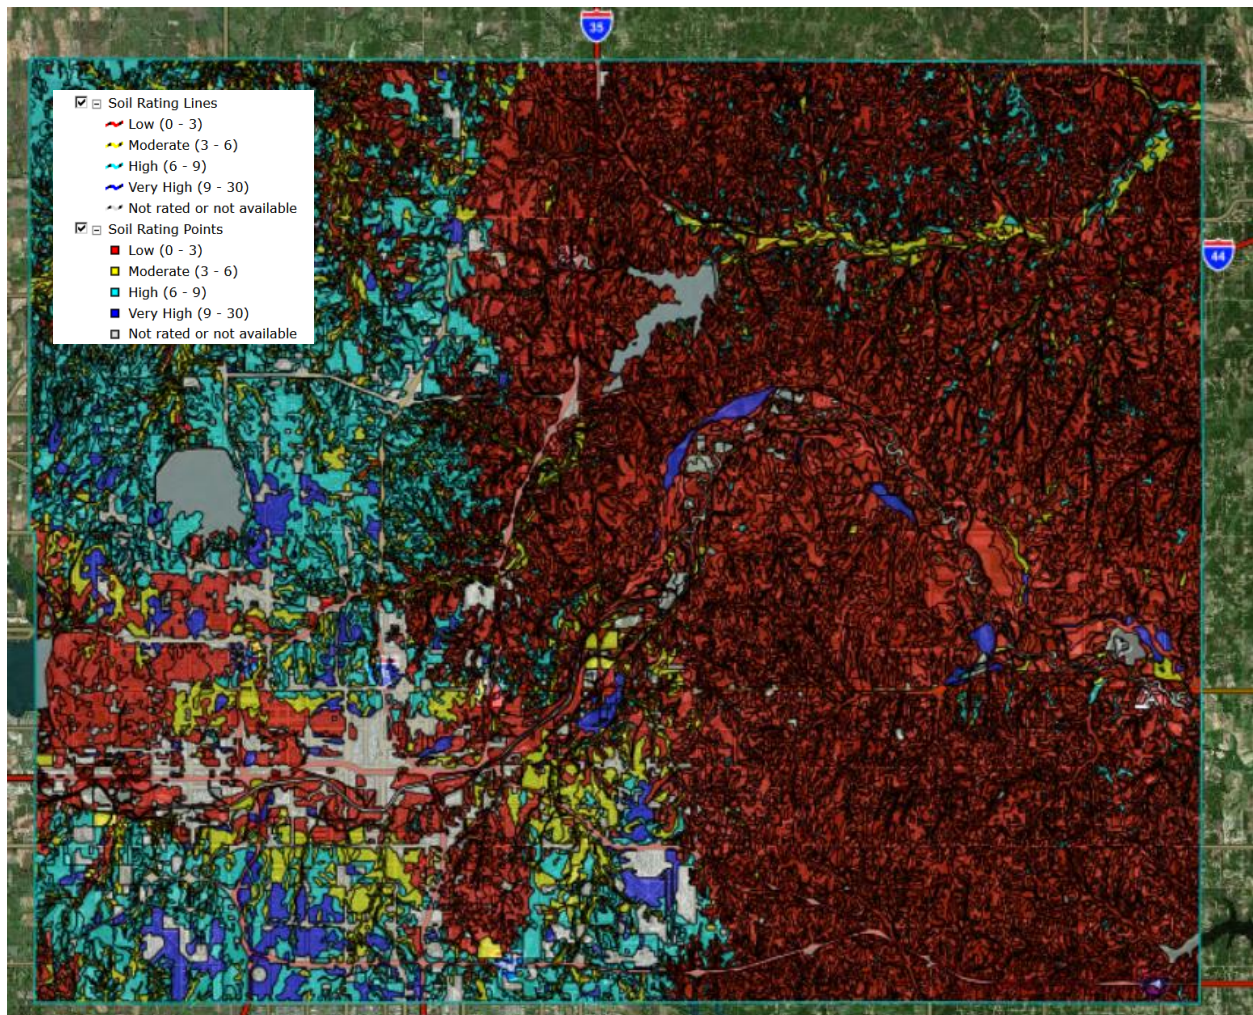 35
Soil Rating Lines
Low (0 - 3)
Moderate (3 - 6)
High (6 - 9)
Very High (9 - 30)
Not rated or not available
Soil Rating Points
Low (0 - 3)
Moderate (3 - 6)
High (6 - 9)
Very High (9 - 30)
Not rated or not available
44